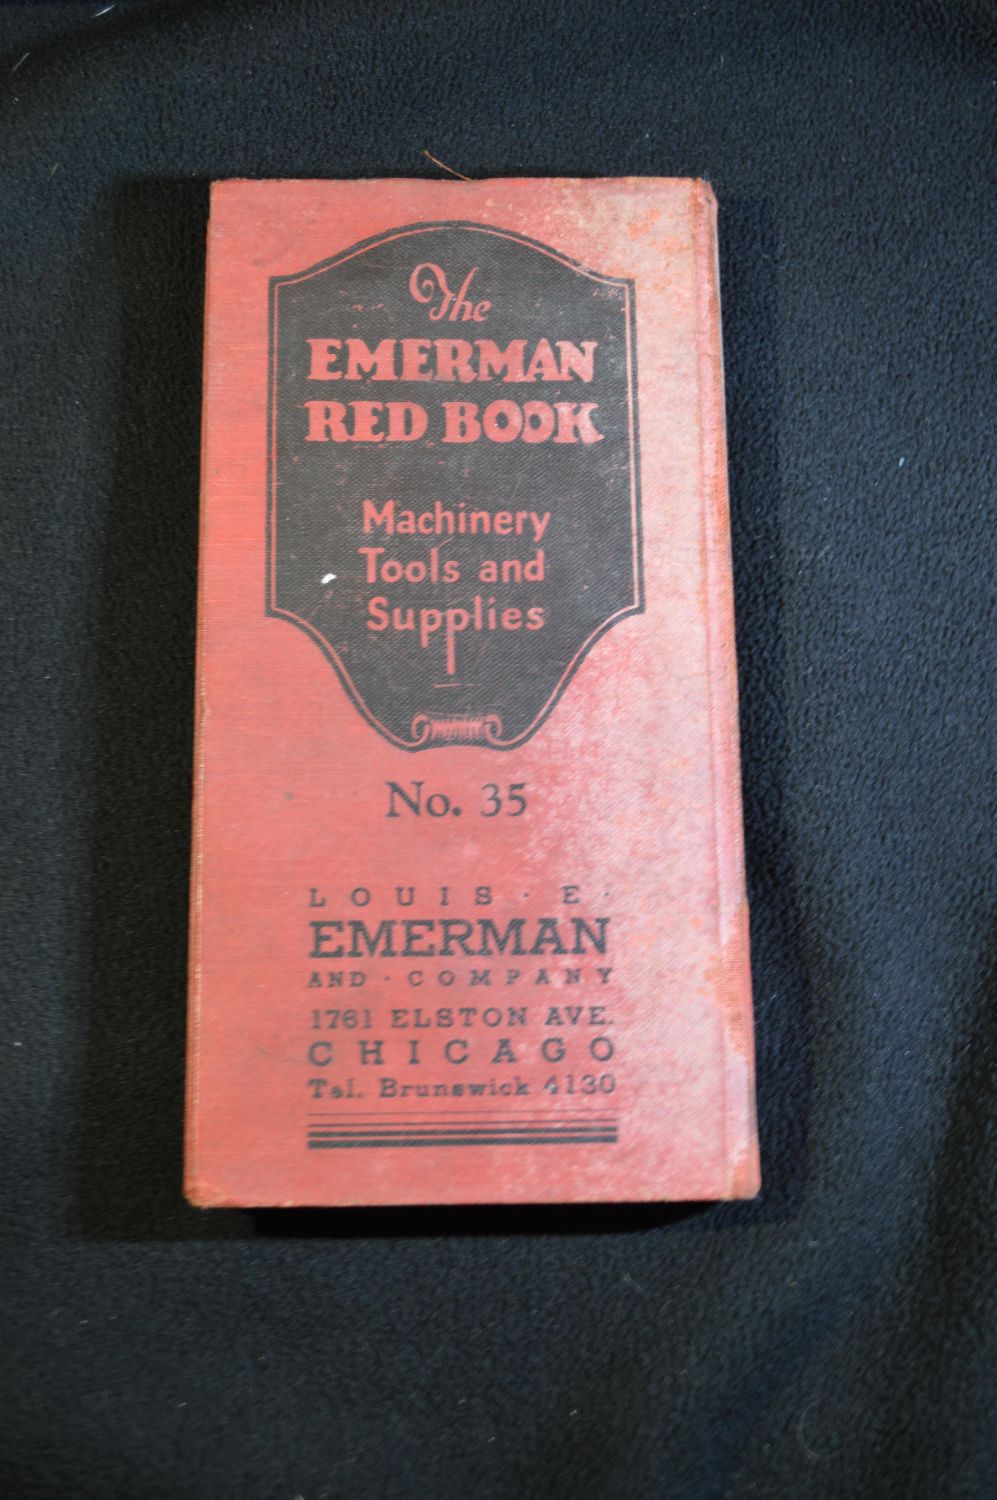 The
EMERMAN
RED BOOK
Machinery
Tools and
Supplies
No. 35
LOUIS · E ·
EMERMAN
AND · COMPANY
1761 ELSTON AVE.
CHICAGO
Tel. Brunswick 4130